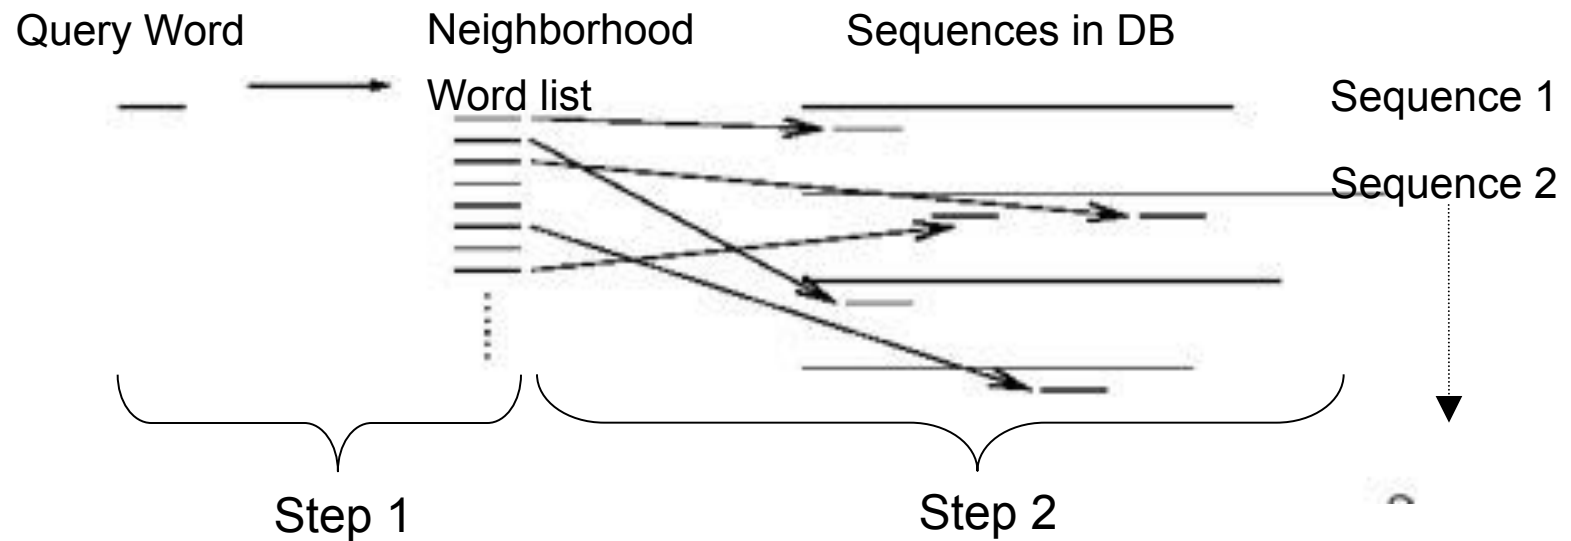 Query Word
Neighborhood
Word list
Sequences in DB
Sequence 1
Sequence 2
Step 1
Step 2